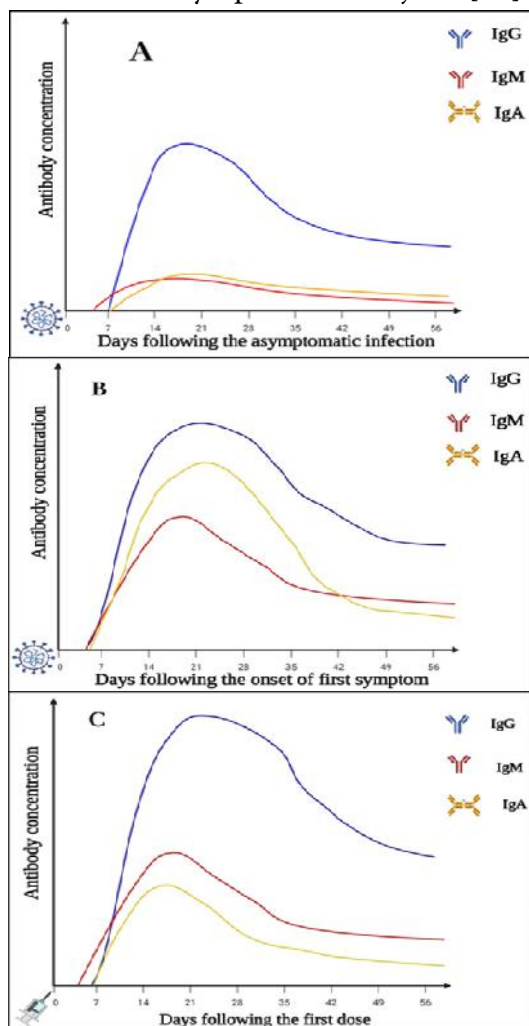 A
IgG
IgM
IgA
Antibody concentration
0 7 14 21 28 35 42 49 56
Days following the asymptomatic infection
B
IgG
IgM
IgA
Antibody concentration
0 7 14 21 28 35 42 49 56
Days following the onset of first symptom
C
IgG
IgM
IgA
Antibody concentration
0 7 14 21 28 35 42 49 56
Days following the first dose